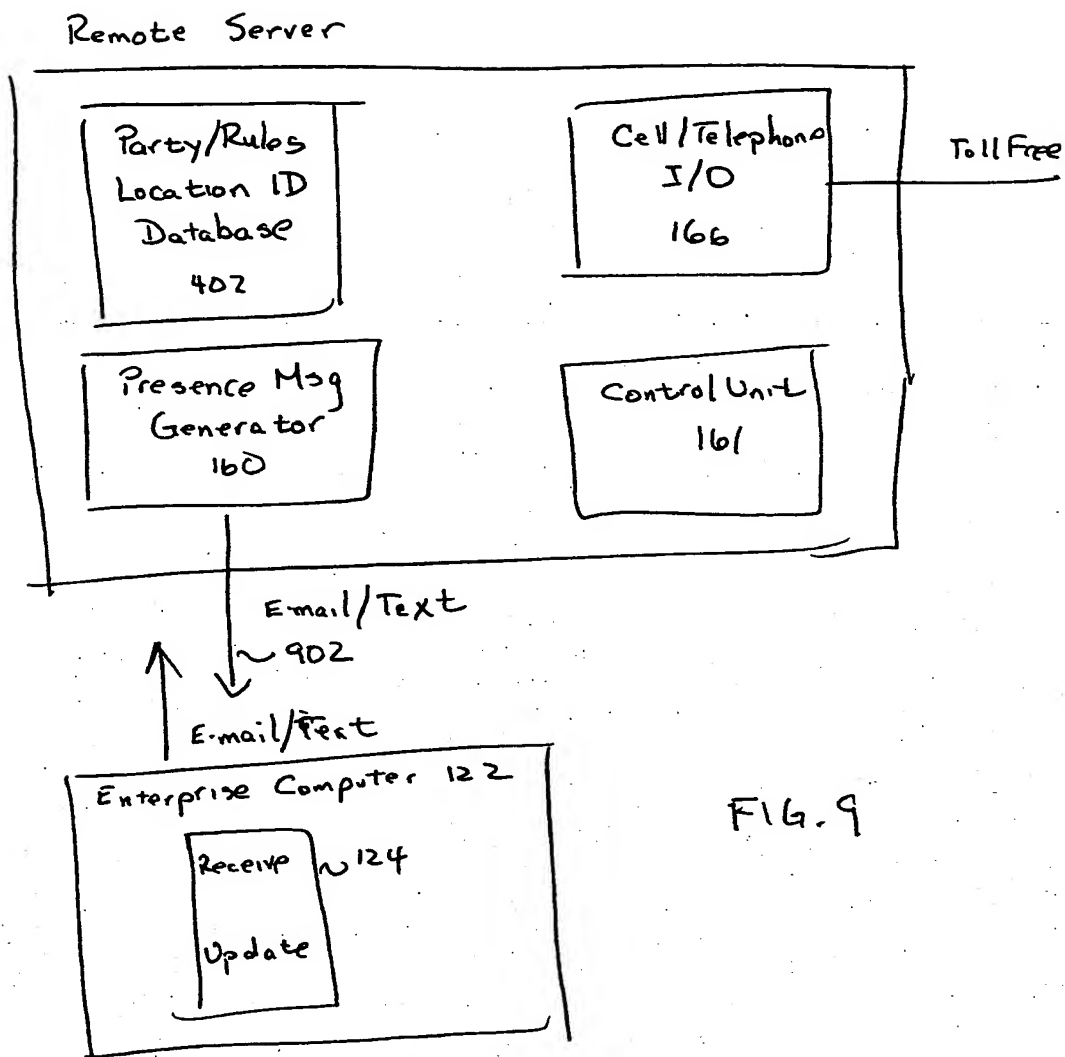 Remote Server
Party/Rules
Location ID
Database
402
Cell/Telephone
I/O
166
Toll Free
Presence Msg
Generator
160
Control Unit
161
E-mail/Text
902
E-mail/Text
Enterprise Computer 122
Receive
124
Update
FIG. 9